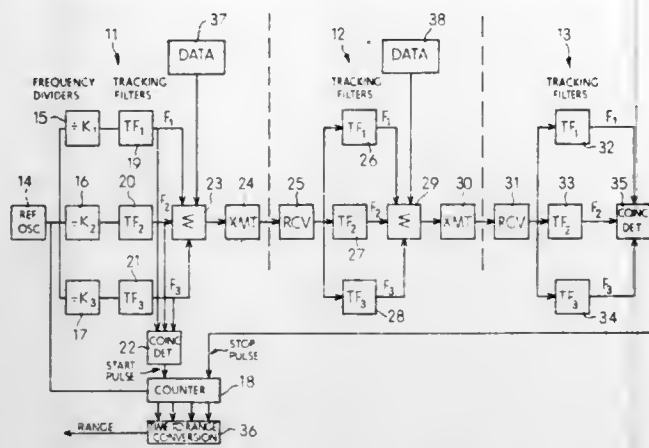 11
37
DATA
12
38
DATA
13
FREQUENCY DIVIDERS
TRACKING FILTERS
TRACKING FILTERS
TRACKING FILTERS
15
÷K₁
TF₁
F₁
19
TF₁
F₁
26
TF₁
F₁
32
14
REF OSC
16
÷K₂
20
TF₂
F₂
Σ
23
24
XMT
25
RCV
TF₂
F₂
27
Σ
29
30
XMT
31
RCV
33
TF₂
F₂
35
COINC DET
÷K₃
17
21
TF₃
F₃
TF₃
F₃
28
TF₃
F₃
34
22
COINC DET
START PULSE
STOP PULSE
COUNTER
18
RANGE
TIME TO RANGE CONVERSION
36